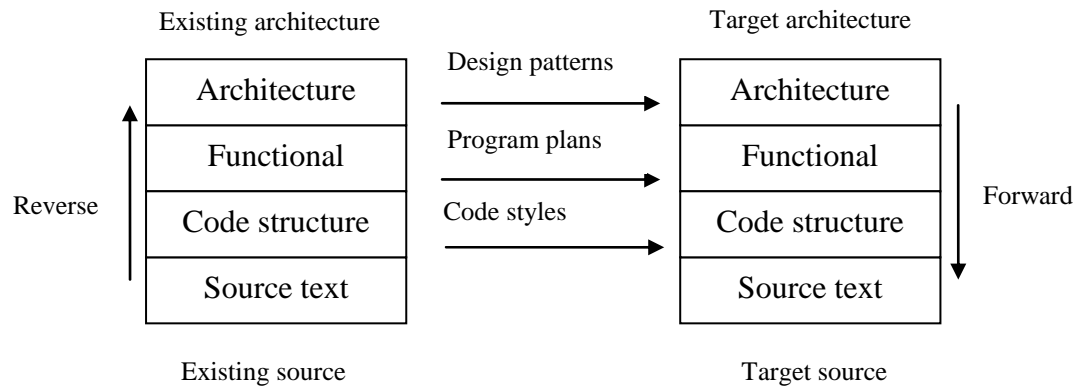 Existing architecture
Target architecture
Design patterns
Architecture
Architecture
Program plans
Functional
Functional
Reverse
Forward
Code styles
Code structure
Code structure
Source text
Source text
Existing source
Target source